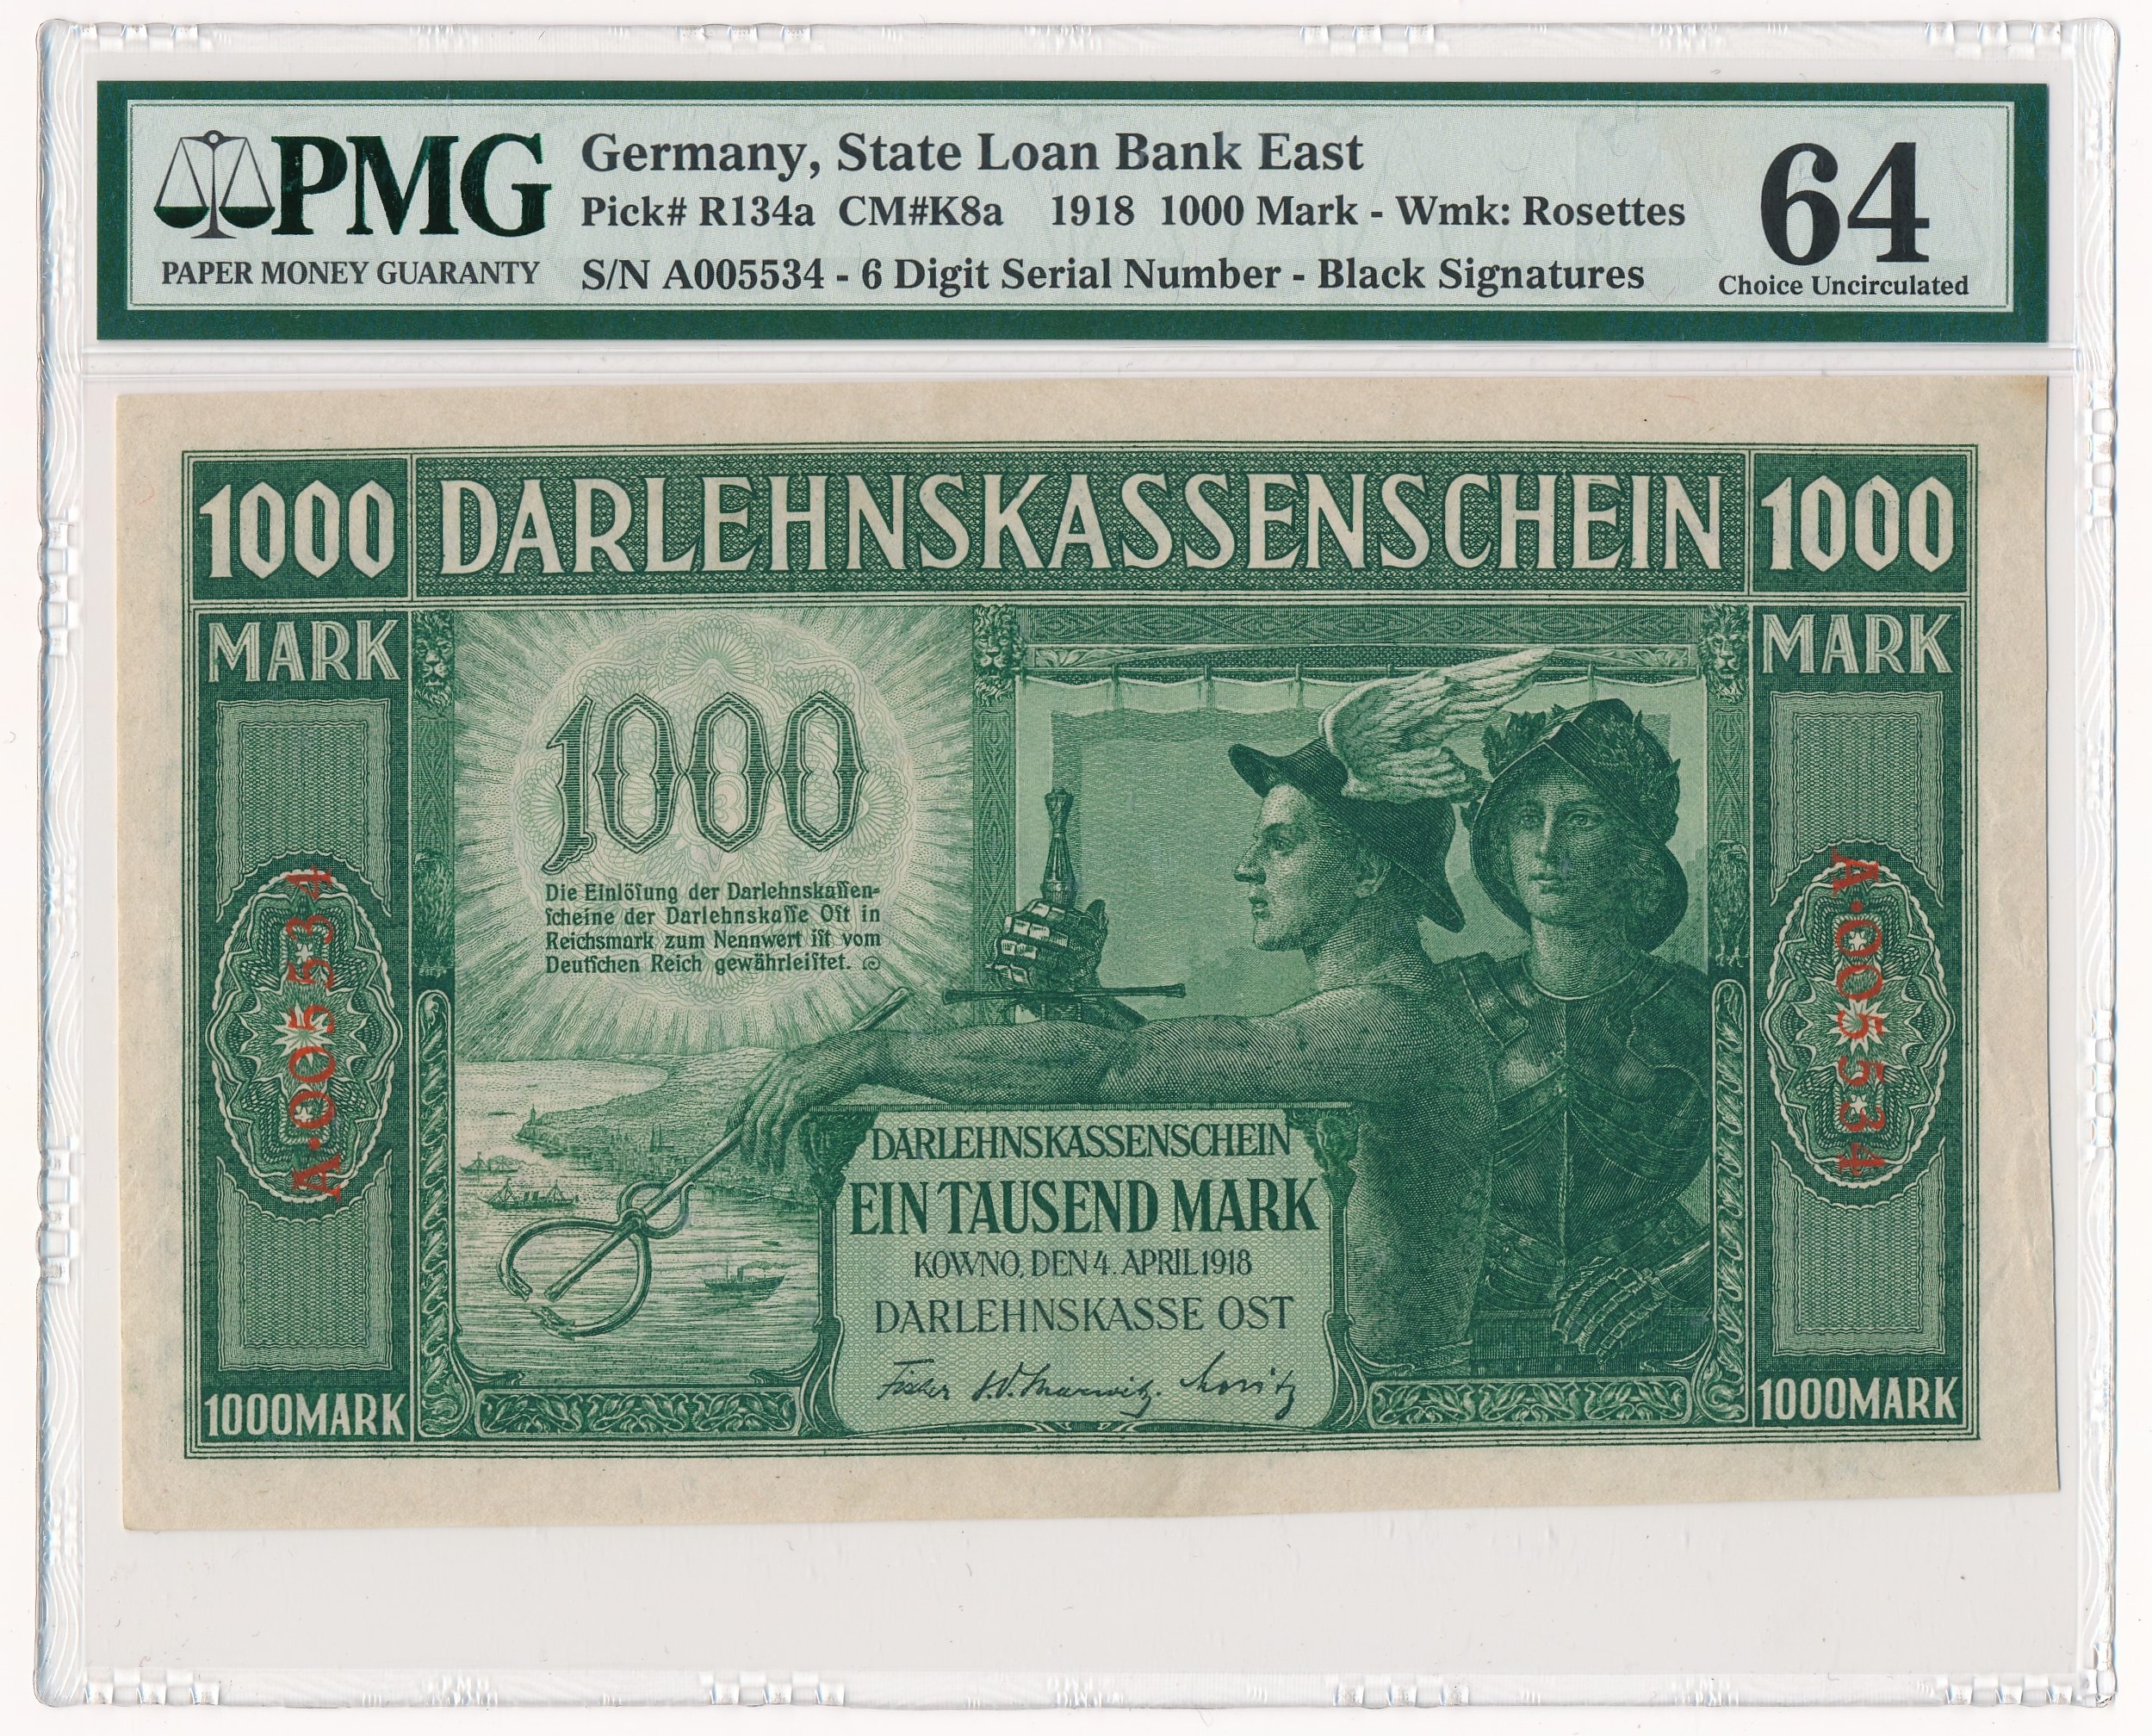 PMG
PAPER MONEY GUARANTY
Germany, State Loan Bank East
Pick# R134a CM#K8a 1918 1000 Mark - Wmk: Rosettes
S/N A005534 - 6 Digit Serial Number - Black Signatures
64
Choice Uncirculated
1000 DARLEHNSKASSENSCHEIN 1000
MARK MARK
1000
Die Einlöſung der Darlehnskaſſen-
ſcheine der Darlehnskaſſe Oſt in
Reichsmark zum Nennwert iſt vom
Deutſchen Reich gewährleiſtet.
A·005534
A·005534
DARLEHNSKASSENSCHEIN
EIN TAUSEND MARK
KOWNO, DEN 4. APRIL 1918
DARLEHNSKASSE OST
Fischer V.D.Marwitz. Moritz
1000MARK 1000MARK